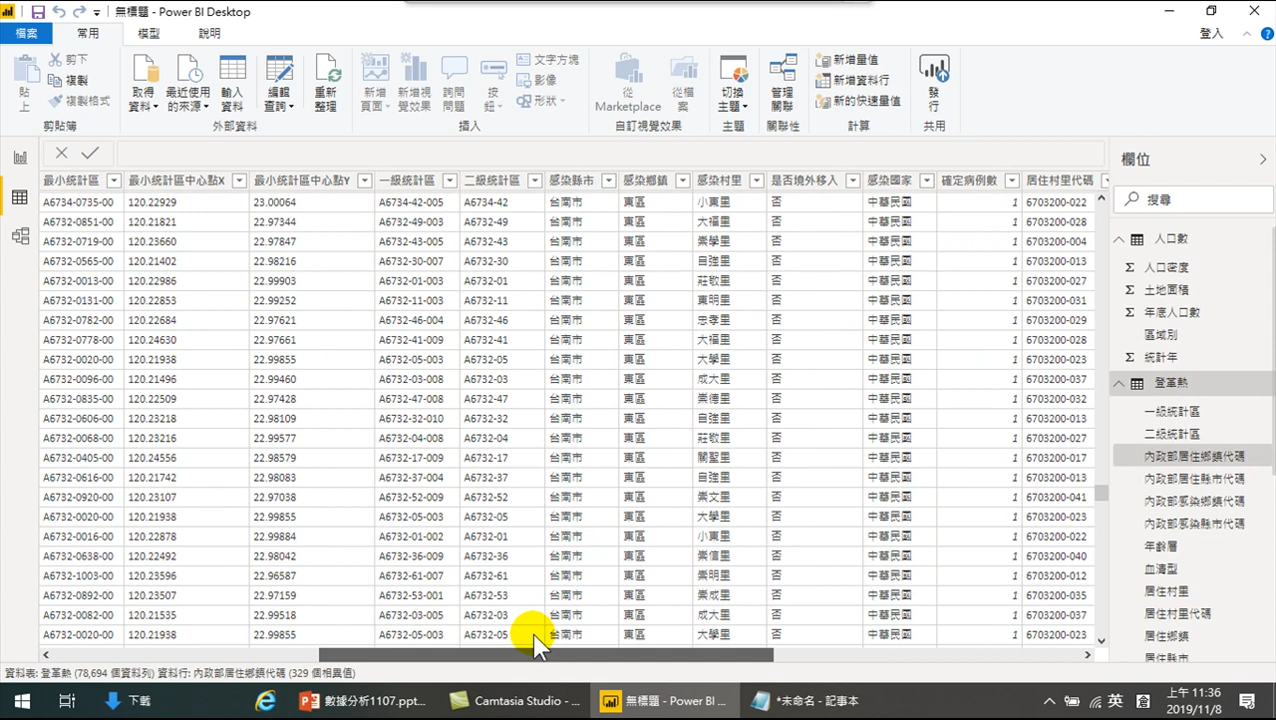 無標題 - Power BI Desktop
檔案 常用 模型 說明 登入
貼上 剪下 複製 複製格式 剪貼簿
取得資料 最近使用的來源 輸入資料 編輯查詢 重新整理 外部資料
新增頁面 新增視覺效果 詢問問題 按鈕 文字方塊 影像 形狀 插入
從 Marketplace 從檔案 自訂視覺效果
切換主題 主題
管理關聯 關聯性
新增量值 新增資料行 新的快速量值 計算
發行 共用
最小統計區 最小統計區中心點X 最小統計區中心點Y 一級統計區 二級統計區 感染縣市 感染鄉鎮 感染村里 是否境外移入 感染國家 確定病例數 居住村里代碼
A6734-0735-00 120.22929 23.00064 A6734-42-005 A6734-42 台南市 東區 小東里 否 中華民國 1 6703200-022
A6732-0851-00 120.21821 22.97344 A6732-49-003 A6732-49 台南市 東區 大福里 否 中華民國 1 6703200-028
A6732-0719-00 120.23660 22.97847 A6732-43-005 A6732-43 台南市 東區 崇學里 否 中華民國 1 6703200-004
A6732-0565-00 120.21402 22.98216 A6732-30-007 A6732-30 台南市 東區 自強里 否 中華民國 1 6703200-013
A6732-0013-00 120.22986 22.99903 A6732-01-003 A6732-01 台南市 東區 莊敬里 否 中華民國 1 6703200-027
A6732-0131-00 120.22853 22.99252 A6732-11-003 A6732-11 台南市 東區 東明里 否 中華民國 1 6703200-031
A6732-0782-00 120.22684 22.97621 A6732-46-004 A6732-46 台南市 東區 忠孝里 否 中華民國 1 6703200-029
A6732-0778-00 120.24630 22.97661 A6732-41-009 A6732-41 台南市 東區 大福里 否 中華民國 1 6703200-028
A6732-0020-00 120.21938 22.99855 A6732-05-003 A6732-05 台南市 東區 大學里 否 中華民國 1 6703200-023
A6732-0096-00 120.21496 22.99460 A6732-03-008 A6732-03 台南市 東區 成大里 否 中華民國 1 6703200-037
A6732-0835-00 120.22509 22.97428 A6732-47-008 A6732-47 台南市 東區 崇德里 否 中華民國 1 6703200-032
A6732-0606-00 120.23218 22.98109 A6732-32-010 A6732-32 台南市 東區 自強里 否 中華民國 1 6703200-013
A6732-0068-00 120.23216 22.99577 A6732-04-008 A6732-04 台南市 東區 莊敬里 否 中華民國 1 6703200-027
A6732-0405-00 120.24556 22.98579 A6732-17-009 A6732-17 台南市 東區 關聖里 否 中華民國 1 6703200-017
A6732-0616-00 120.21742 22.98083 A6732-37-004 A6732-37 台南市 東區 自強里 否 中華民國 1 6703200-013
A6732-0920-00 120.23107 22.97038 A6732-52-009 A6732-52 台南市 東區 崇文里 否 中華民國 1 6703200-041
A6732-0020-00 120.21938 22.99855 A6732-05-003 A6732-05 台南市 東區 大學里 否 中華民國 1 6703200-023
A6732-0016-00 120.22878 22.99884 A6732-01-002 A6732-01 台南市 東區 小東里 否 中華民國 1 6703200-022
A6732-0638-00 120.22492 22.98042 A6732-36-009 A6732-36 台南市 東區 崇信里 否 中華民國 1 6703200-040
A6732-1003-00 120.23596 22.96587 A6732-61-007 A6732-61 台南市 東區 崇明里 否 中華民國 1 6703200-012
A6732-0892-00 120.23507 22.97159 A6732-53-001 A6732-53 台南市 東區 崇成里 否 中華民國 1 6703200-035
A6732-0082-00 120.21535 22.99518 A6732-03-005 A6732-03 台南市 東區 成大里 否 中華民國 1 6703200-037
A6732-0020-00 120.21938 22.99855 A6732-05-003 A6732-05 台南市 東區 大學里 否 中華民國 1 6703200-023
欄位
搜尋
人口數
Σ 人口密度
Σ 土地面積
Σ 年底人口數
區域別
Σ 統計年
登革熱
一級統計區
二級統計區
內政部居住鄉鎮代碼
內政部居住縣市代碼
內政部感染鄉鎮代碼
內政部感染縣市代碼
年齡層
血清型
居住村里
居住村里代碼
居住鄉鎮
居住縣市
資料表: 登革熱 (78,694 個資料列) 資料行: 內政部居住鄉鎮代碼 (329 個相異值)
下載 數據分析1107.ppt... Camtasia Studio - ... 無標題 - Power BI ... *未命名 - 記事本 英 上午 11:36
2019/11/8